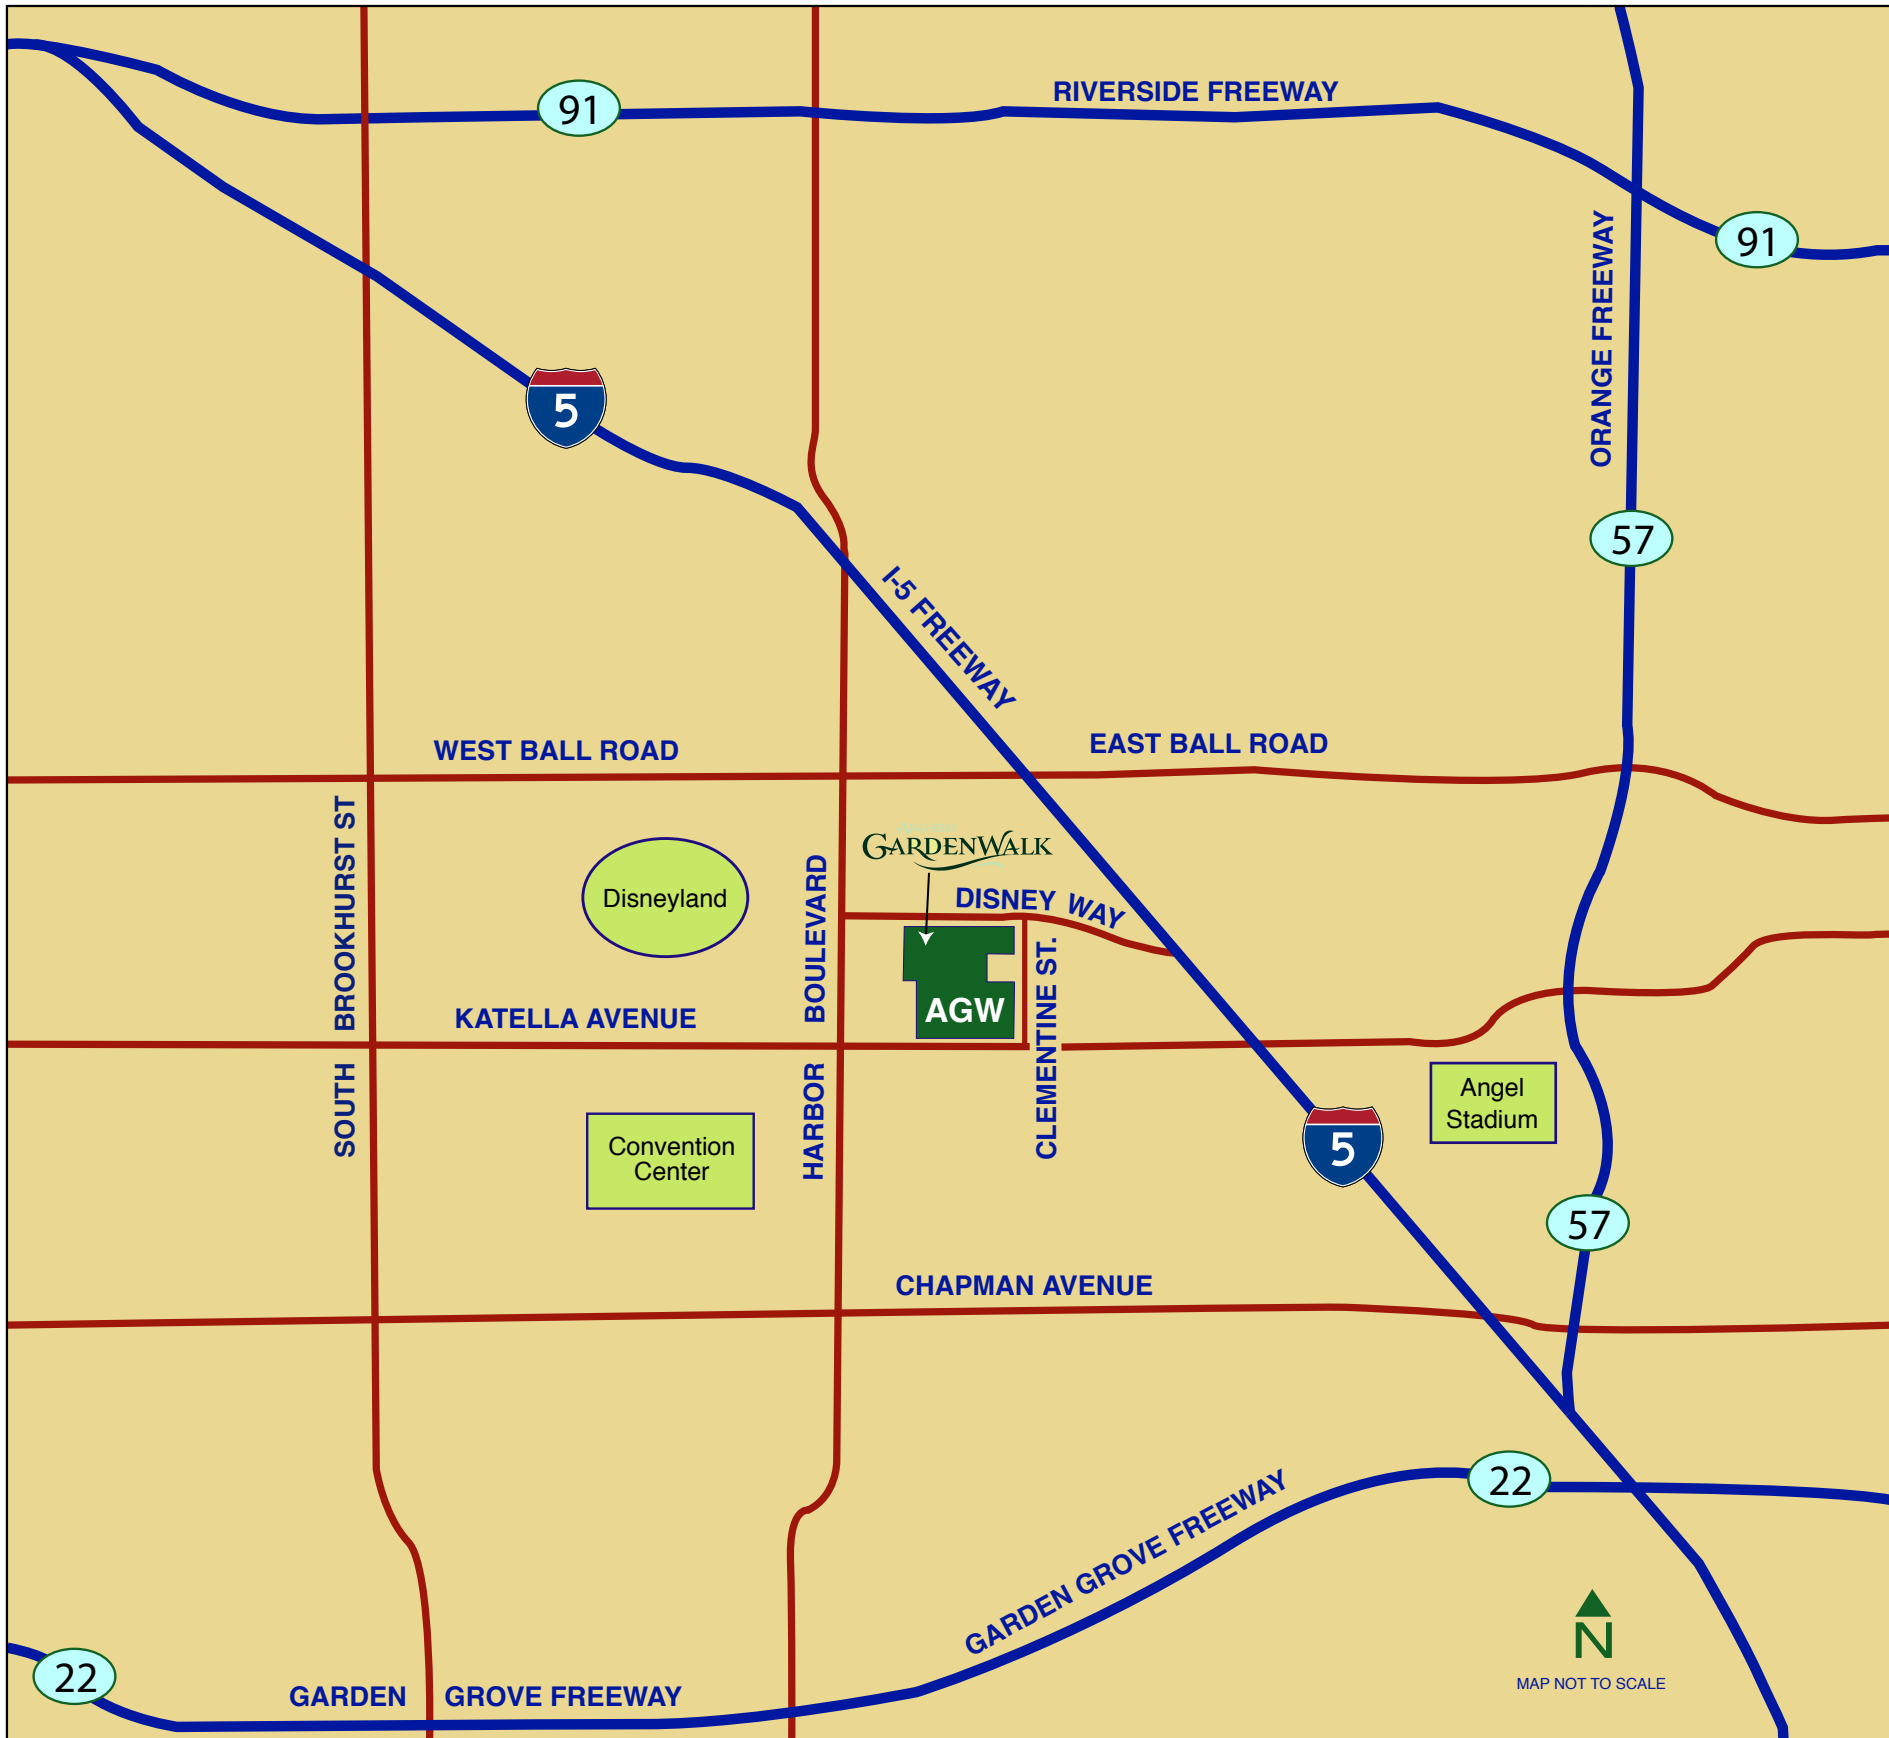 RIVERSIDE FREEWAY
91
91
ORANGE FREEWAY
5
57
I-5 FREEWAY
WEST BALL ROAD
EAST BALL ROAD
GARDENWALK
DISNEY WAY
Disneyland
SOUTH BROOKHURST ST
HARBOR BOULEVARD
CLEMENTINE ST.
AGW
KATELLA AVENUE
Angel
Stadium
5
Convention
Center
57
CHAPMAN AVENUE
22
GARDEN GROVE FREEWAY
N
MAP NOT TO SCALE
22
GARDEN GROVE FREEWAY